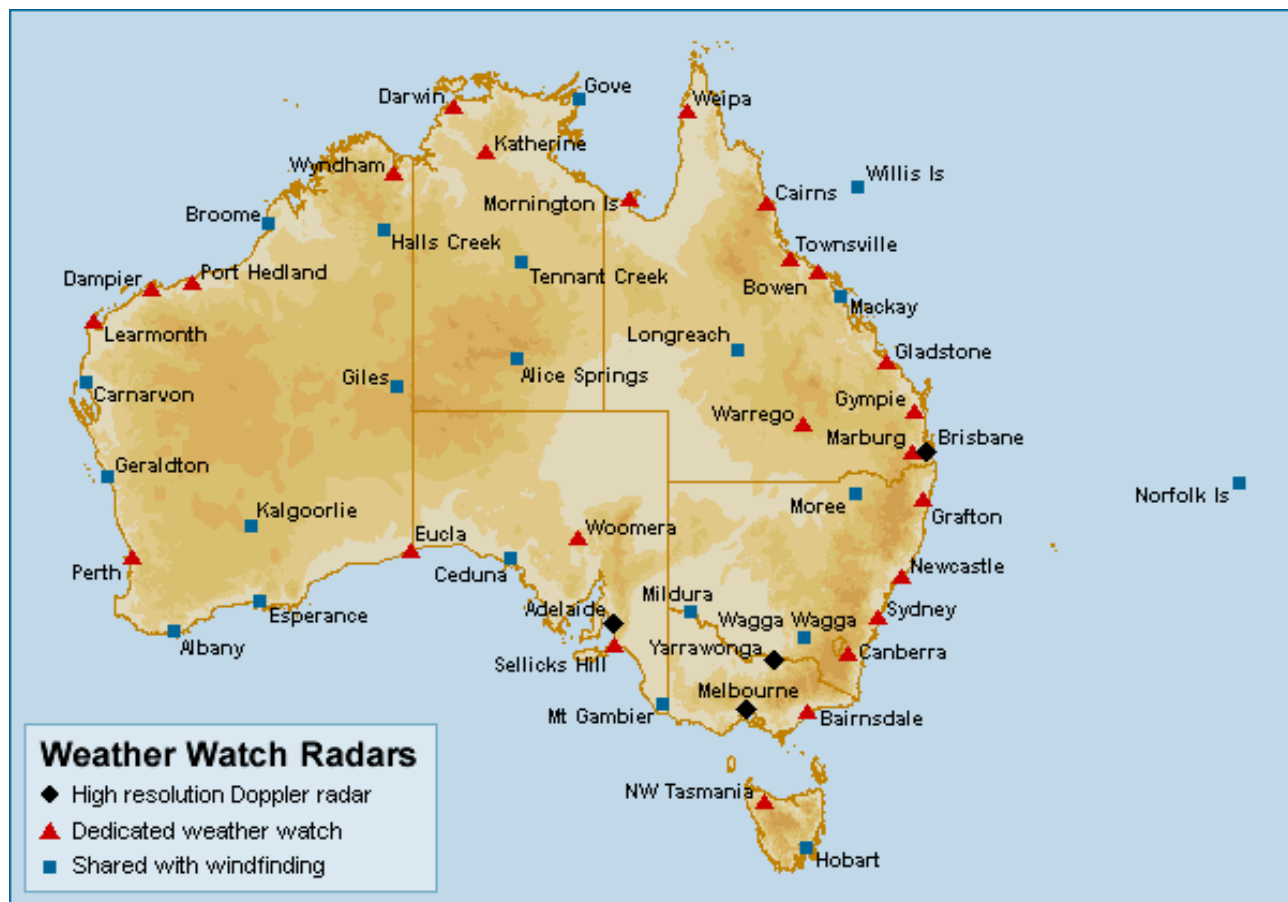 Gove
Darwin
Weipa
Katherine
Wyndham
Willis Is
Mornington Is
Cairns
Broome
Halls Creek
Townsville
Dampier
Port Hedland
Tennant Creek
Bowen
Mackay
Learmonth
Longreach
Gladstone
Giles
Alice Springs
Carnarvon
Gympie
Warrego
Marburg
Brisbane
Geraldton
Norfolk Is
Kalgoorlie
Moree
Grafton
Eucla
Woomera
Perth
Ceduna
Newcastle
Mildura
Esperance
Adelaide
Wagga Wagga
Sydney
Albany
Yarrawonga
Canberra
Sellicks Hill
Melbourne
Mt Gambier
Bairnsdale
Weather Watch Radars
High resolution Doppler radar
Dedicated weather watch
Shared with windfinding
NW Tasmania
Hobart